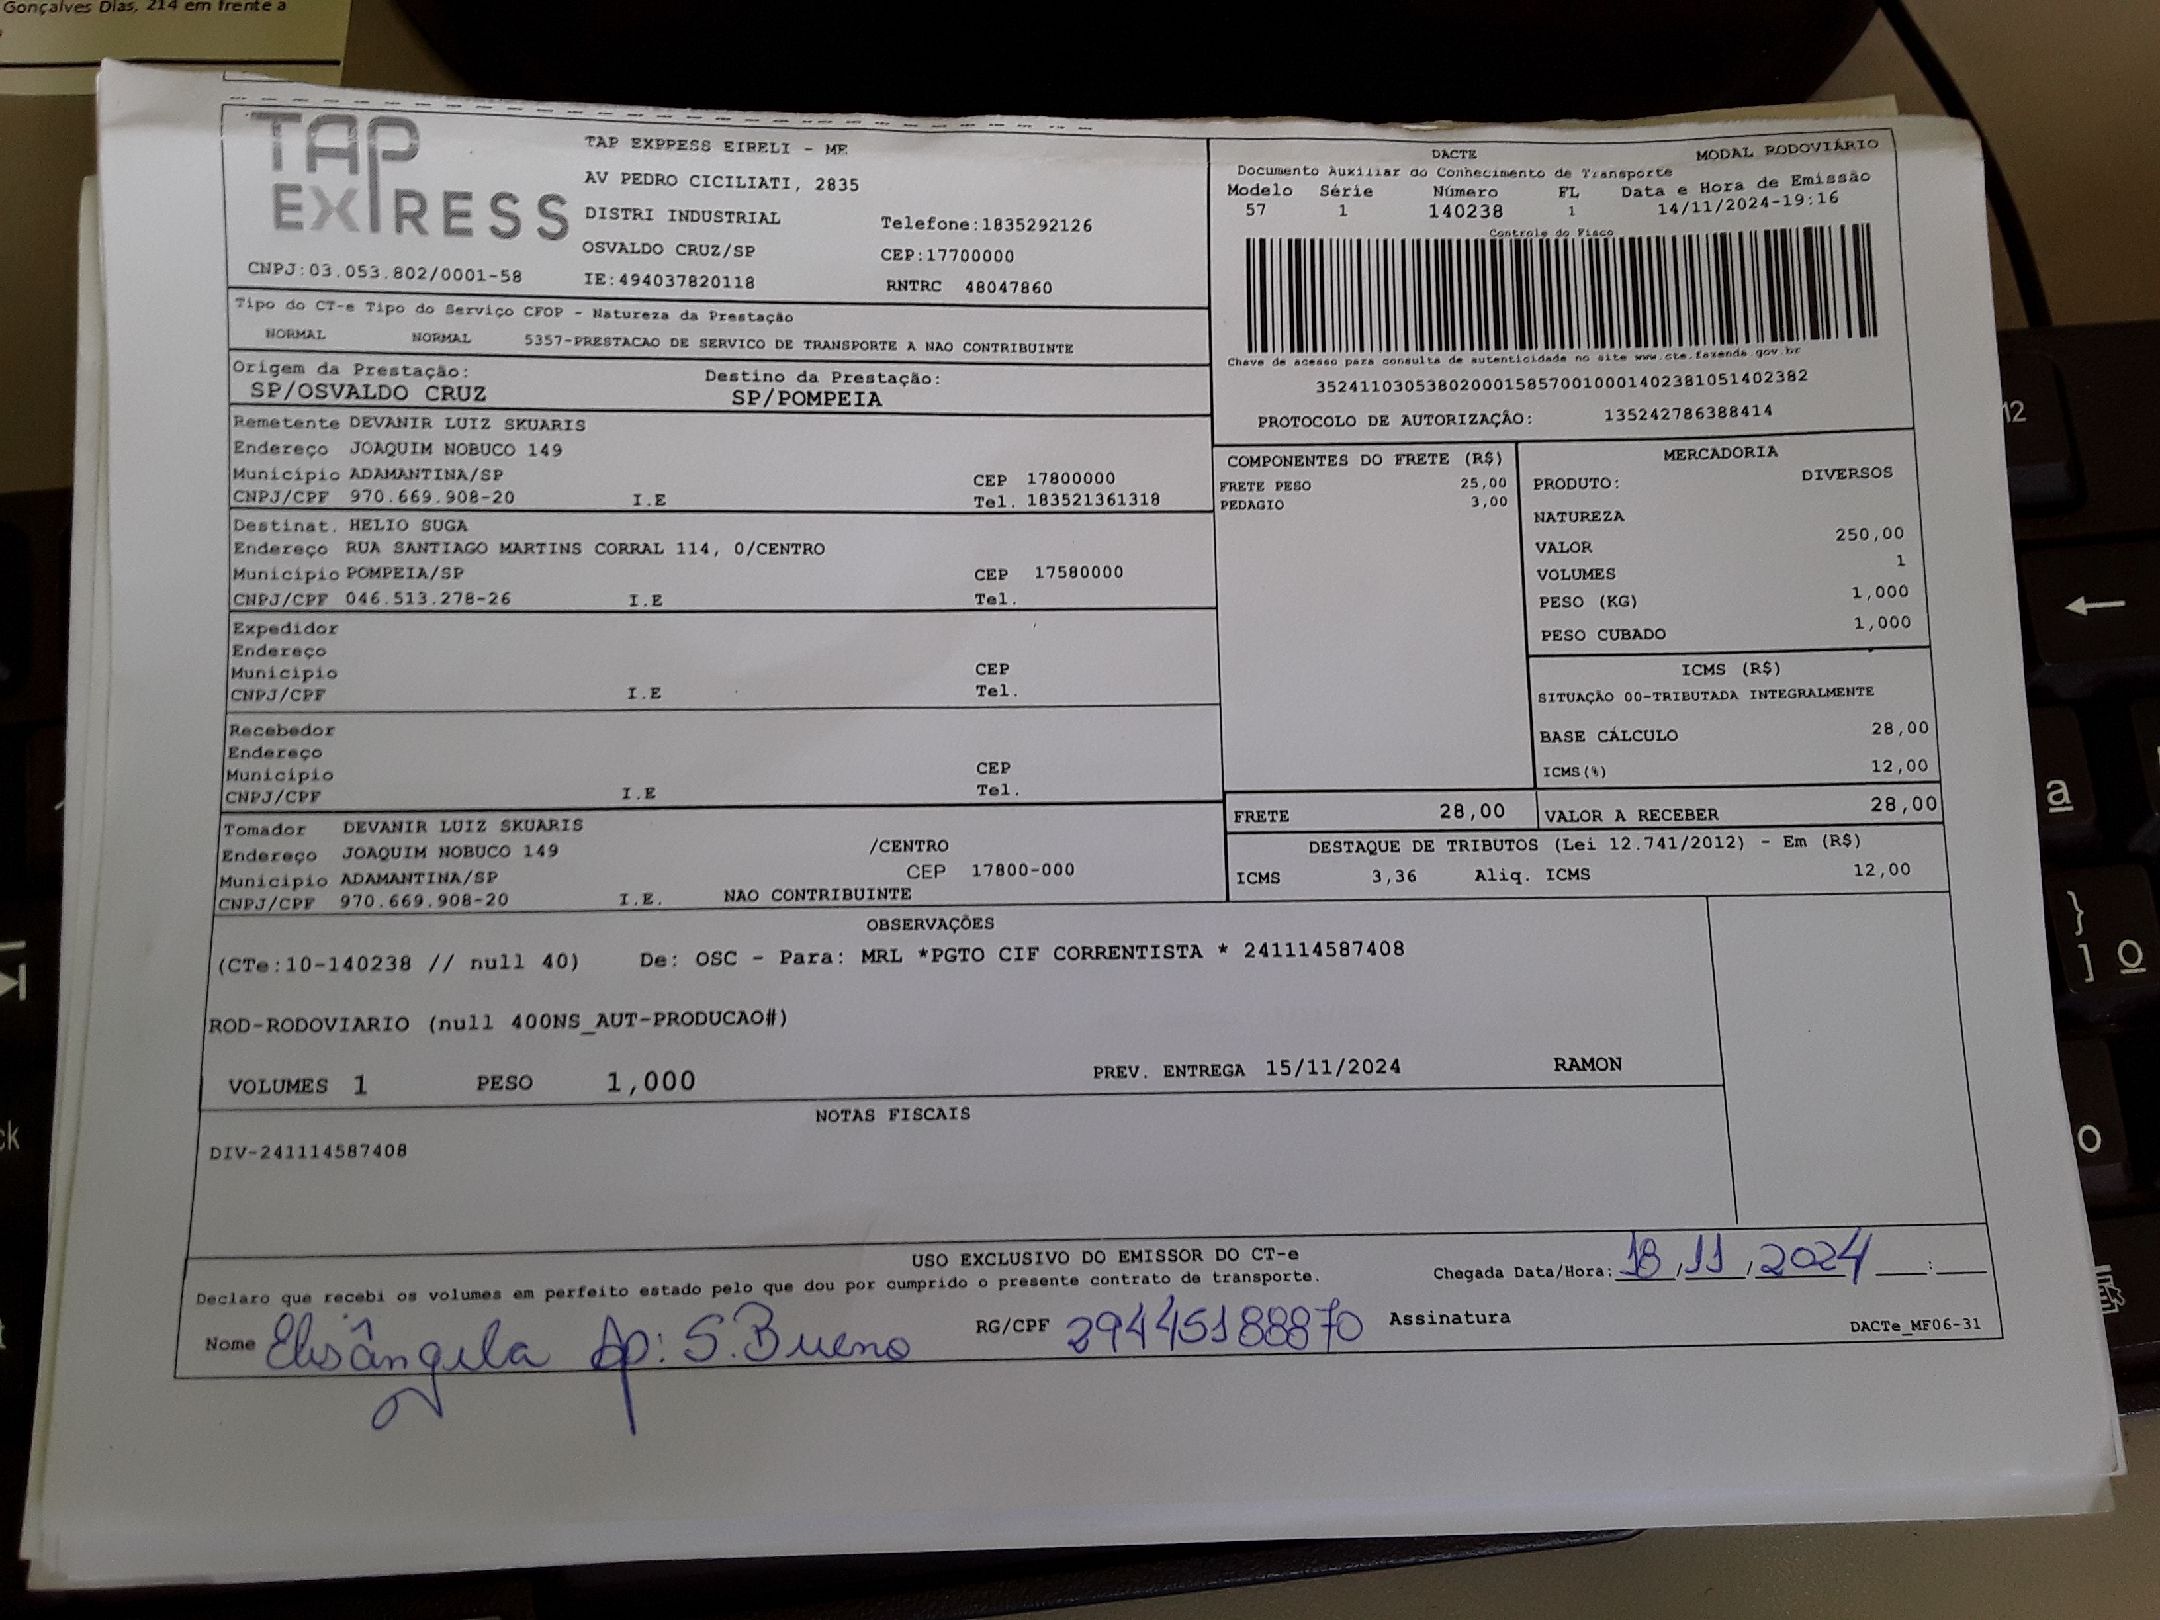 Gonçalves Dias, 214 em frente a
TAP EXPRESS
TAP EXPPESS EIRELI - ME
AV PEDRO CICILIATI, 2835
DISTRI INDUSTRIAL Telefone:1835292126
OSVALDO CRUZ/SP CEP:17700000
CNPJ:03.053.802/0001-58 IE:494037820118 RNTRC 48047860
DACTE MODAL RODOVIÁRIO
Documento Auxiliar do Conhecimento de Transporte
Modelo Série Número FL Data e Hora de Emissão
57 1 140238 1 14/11/2024-19:16
Controle do Fisco
Chave de acesso para consulta de autenticidade no site www.cte.fazenda.gov.br
35241103053802000158570010001402381051402382
PROTOCOLO DE AUTORIZAÇÃO: 135242786388414
Tipo do CT-e Tipo do Serviço CFOP - Natureza da Prestação
NORMAL NORMAL 5357-PRESTACAO DE SERVICO DE TRANSPORTE A NAO CONTRIBUINTE
Origem da Prestação: Destino da Prestação:
SP/OSVALDO CRUZ SP/POMPEIA
Remetente DEVANIR LUIZ SKUARIS
Endereço JOAQUIM NOBUCO 149
Município ADAMANTINA/SP CEP 17800000
CNPJ/CPF 970.669.908-20 I.E Tel. 183521361318
Destinat. HELIO SUGA
Endereço RUA SANTIAGO MARTINS CORRAL 114, 0/CENTRO
Município POMPEIA/SP CEP 17580000
CNPJ/CPF 046.513.278-26 I.E Tel.
Expedidor
Endereço
Município CEP
CNPJ/CPF I.E Tel.
Recebedor
Endereço
Município CEP
CNPJ/CPF I.E Tel.
Tomador DEVANIR LUIZ SKUARIS
Endereço JOAQUIM NOBUCO 149 /CENTRO
Município ADAMANTINA/SP CEP 17800-000
CNPJ/CPF 970.669.908-20 I.E. NAO CONTRIBUINTE
COMPONENTES DO FRETE (R$)
FRETE PESO 25,00
PEDAGIO 3,00
MERCADORIA
PRODUTO: DIVERSOS
NATUREZA
VALOR 250,00
VOLUMES 1
PESO (KG) 1,000
PESO CUBADO 1,000
ICMS (R$)
SITUAÇÃO 00-TRIBUTADA INTEGRALMENTE
BASE CÁLCULO 28,00
ICMS(%) 12,00
FRETE 28,00 VALOR A RECEBER 28,00
DESTAQUE DE TRIBUTOS (Lei 12.741/2012) - Em (R$)
ICMS 3,36 Aliq. ICMS 12,00
OBSERVAÇÕES
(CTe:10-140238 // null 40) De: OSC - Para: MRL *PGTO CIF CORRENTISTA * 241114587408
ROD-RODOVIARIO (null 400NS_AUT-PRODUCAO#)
VOLUMES 1 PESO 1,000 PREV. ENTREGA 15/11/2024 RAMON
NOTAS FISCAIS
DIV-241114587408
USO EXCLUSIVO DO EMISSOR DO CT-e
Declaro que recebi os volumes em perfeito estado pelo que dou por cumprido o presente contrato de transporte. Chegada Data/Hora: 18,11,2024 __:__
Nome Elisângela Ap: S. Bueno RG/CPF 29445188870 Assinatura
DACTe_MF06-31